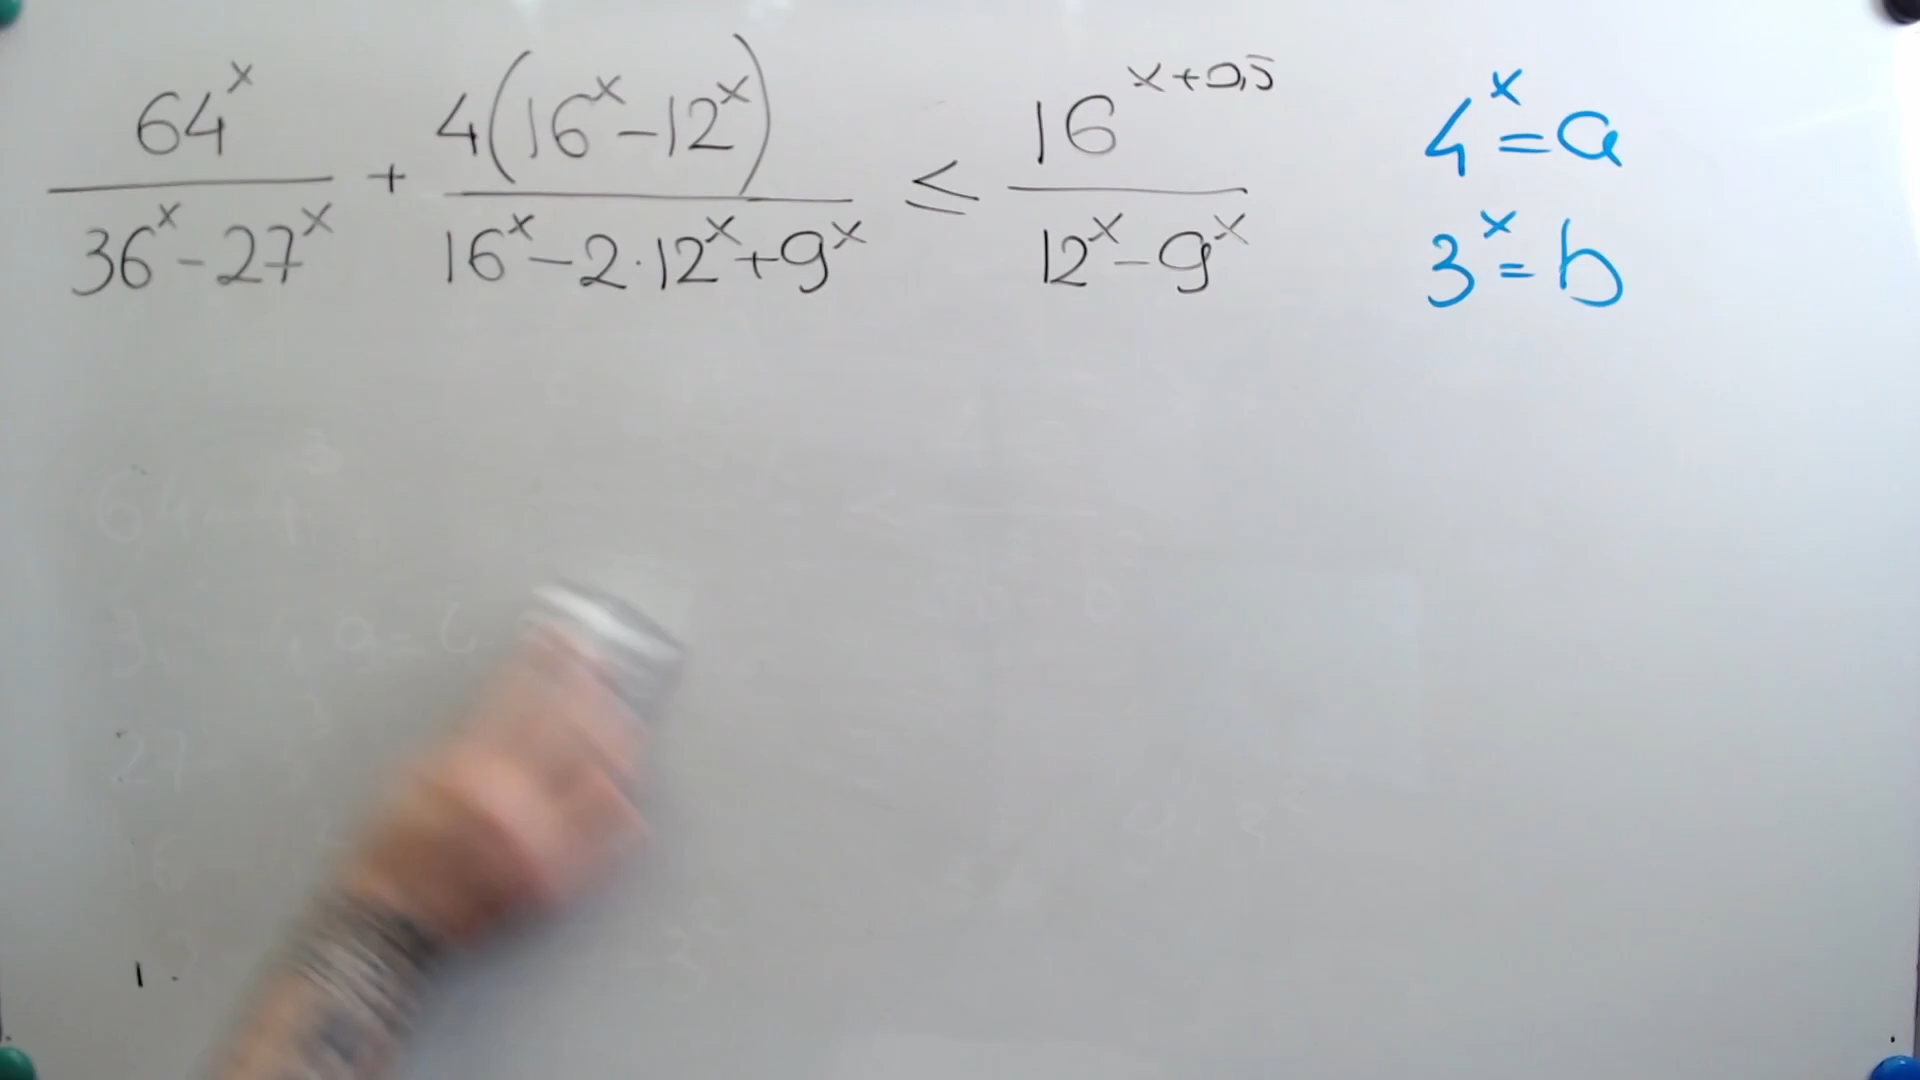 64^x / (36^x - 27^x) + 4(16^x - 12^x) / (16^x - 2·12^x + 9^x) ≤ 16^(x+0,5) / (12^x - 9^x)
4^x = a
3^x = b